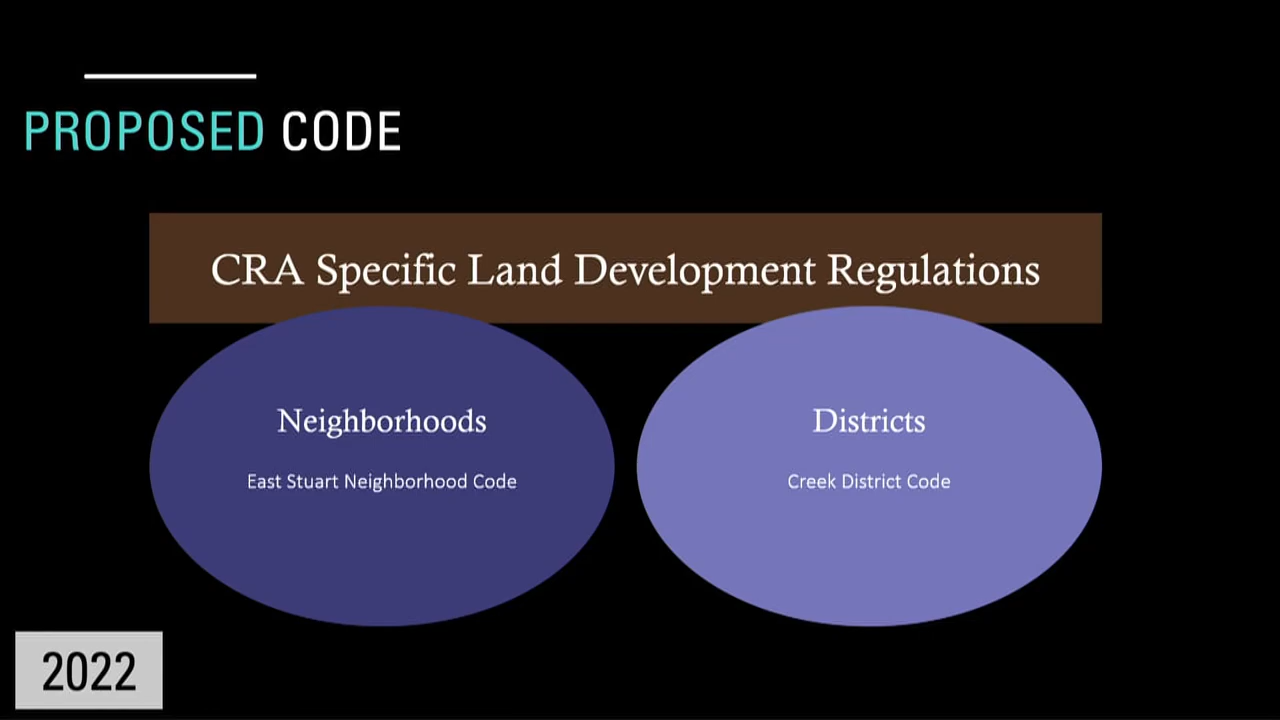 PROPOSED CODE
CRA Specific Land Development Regulations
Neighborhoods
East Stuart Neighborhood Code
Districts
Creek District Code
2022